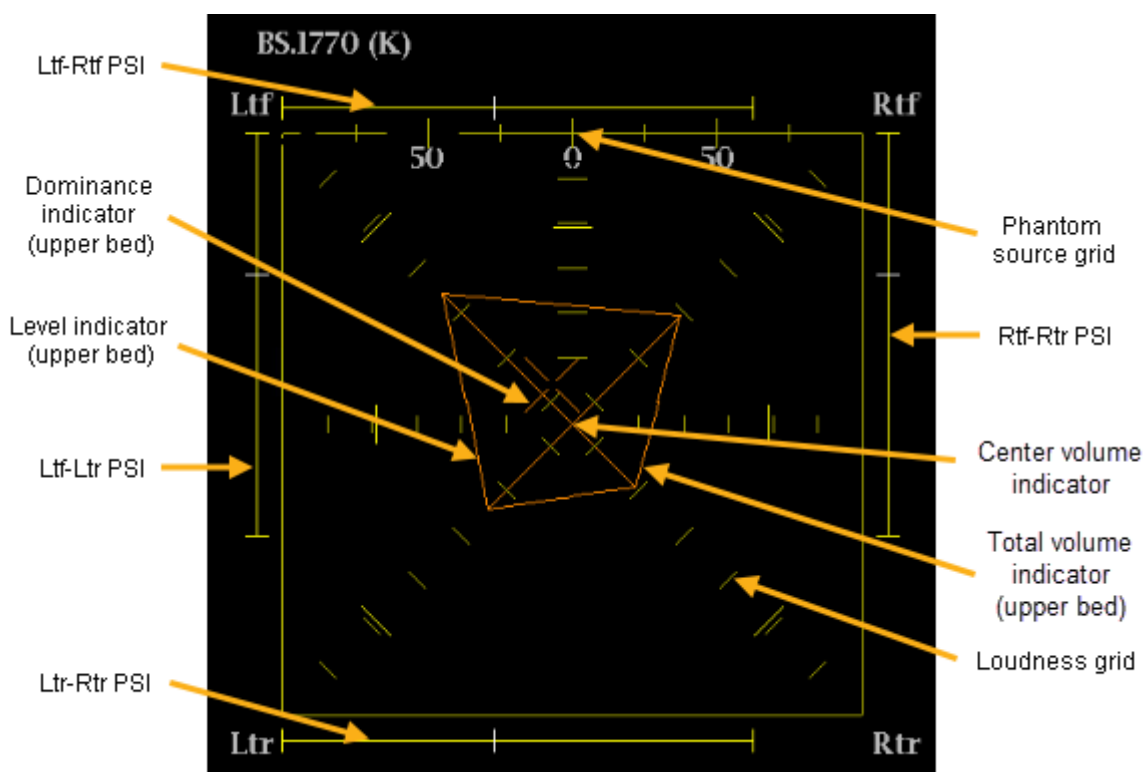 BS.1770 (K)
Ltf-Rtf PSI
Ltf
Rtf
50
0
50
Dominance
indicator
(upper bed)
Phantom
source grid
Level indicator
(upper bed)
Rtf-Rtr PSI
Ltf-Ltr PSI
Center volume
indicator
Total volume
indicator
(upper bed)
Loudness grid
Ltr-Rtr PSI
Ltr
Rtr